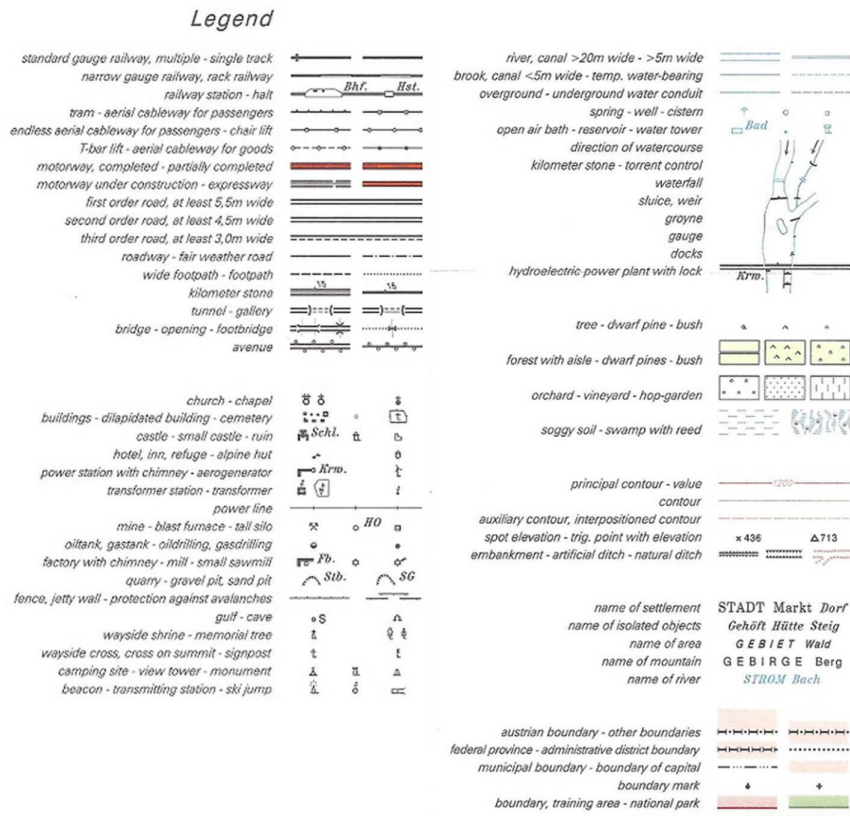 Legend
standard gauge railway, multiple - single track
narrow gauge railway, rack railway
railway station - halt Bhf. Hst.
tram - aerial cableway for passengers
endless aerial cableway for passengers - chair lift
T-bar lift - aerial cableway for goods
motorway, completed - partially completed
motorway under construction - expressway
first order road, at least 5,5m wide
second order road, at least 4,5m wide
third order road, at least 3,0m wide
roadway - fair weather road
wide footpath - footpath
kilometer stone 15 15
tunnel - gallery
bridge - opening - footbridge
avenue
church - chapel
buildings - dilapidated building - cemetery
castle - small castle - ruin Schl.
hotel, inn, refuge - alpine hut
power station with chimney - aerogenerator Krw.
transformer station - transformer
power line
mine - blast furnace - tall silo HO
oiltank, gastank - oildrilling, gasdrilling
factory with chimney - mill - small sawmill Fb.
quarry - gravel pit, sand pit Stb. SG
fence, jetty wall - protection against avalanches
gulf - cave S
wayside shrine - memorial tree
wayside cross, cross on summit - signpost
camping site - view tower - monument
beacon - transmitting station - ski jump
river, canal >20m wide - >5m wide
brook, canal <5m wide - temp. water-bearing
overground - underground water conduit
spring - well - cistern
open air bath - reservoir - water tower Bad
direction of watercourse
kilometer stone - torrent control
waterfall
sluice, weir
groyne
gauge
docks
hydroelectric power plant with lock Krw.
tree - dwarf pine - bush
forest with aisle - dwarf pines - bush
orchard - vineyard - hop-garden
soggy soil - swamp with reed
principal contour - value 1200
contour
auxiliary contour, interpositioned contour
spot elevation - trig. point with elevation 436 713
embankment - artificial ditch - natural ditch
name of settlement STADT Markt Dorf
name of isolated objects Gehöft Hütte Steig
name of area GEBIET Wald
name of mountain GEBIRGE Berg
name of river STROM Bach
austrian boundary - other boundaries
federal province - administrative district boundary
municipal boundary - boundary of capital
boundary mark
boundary, training area - national park